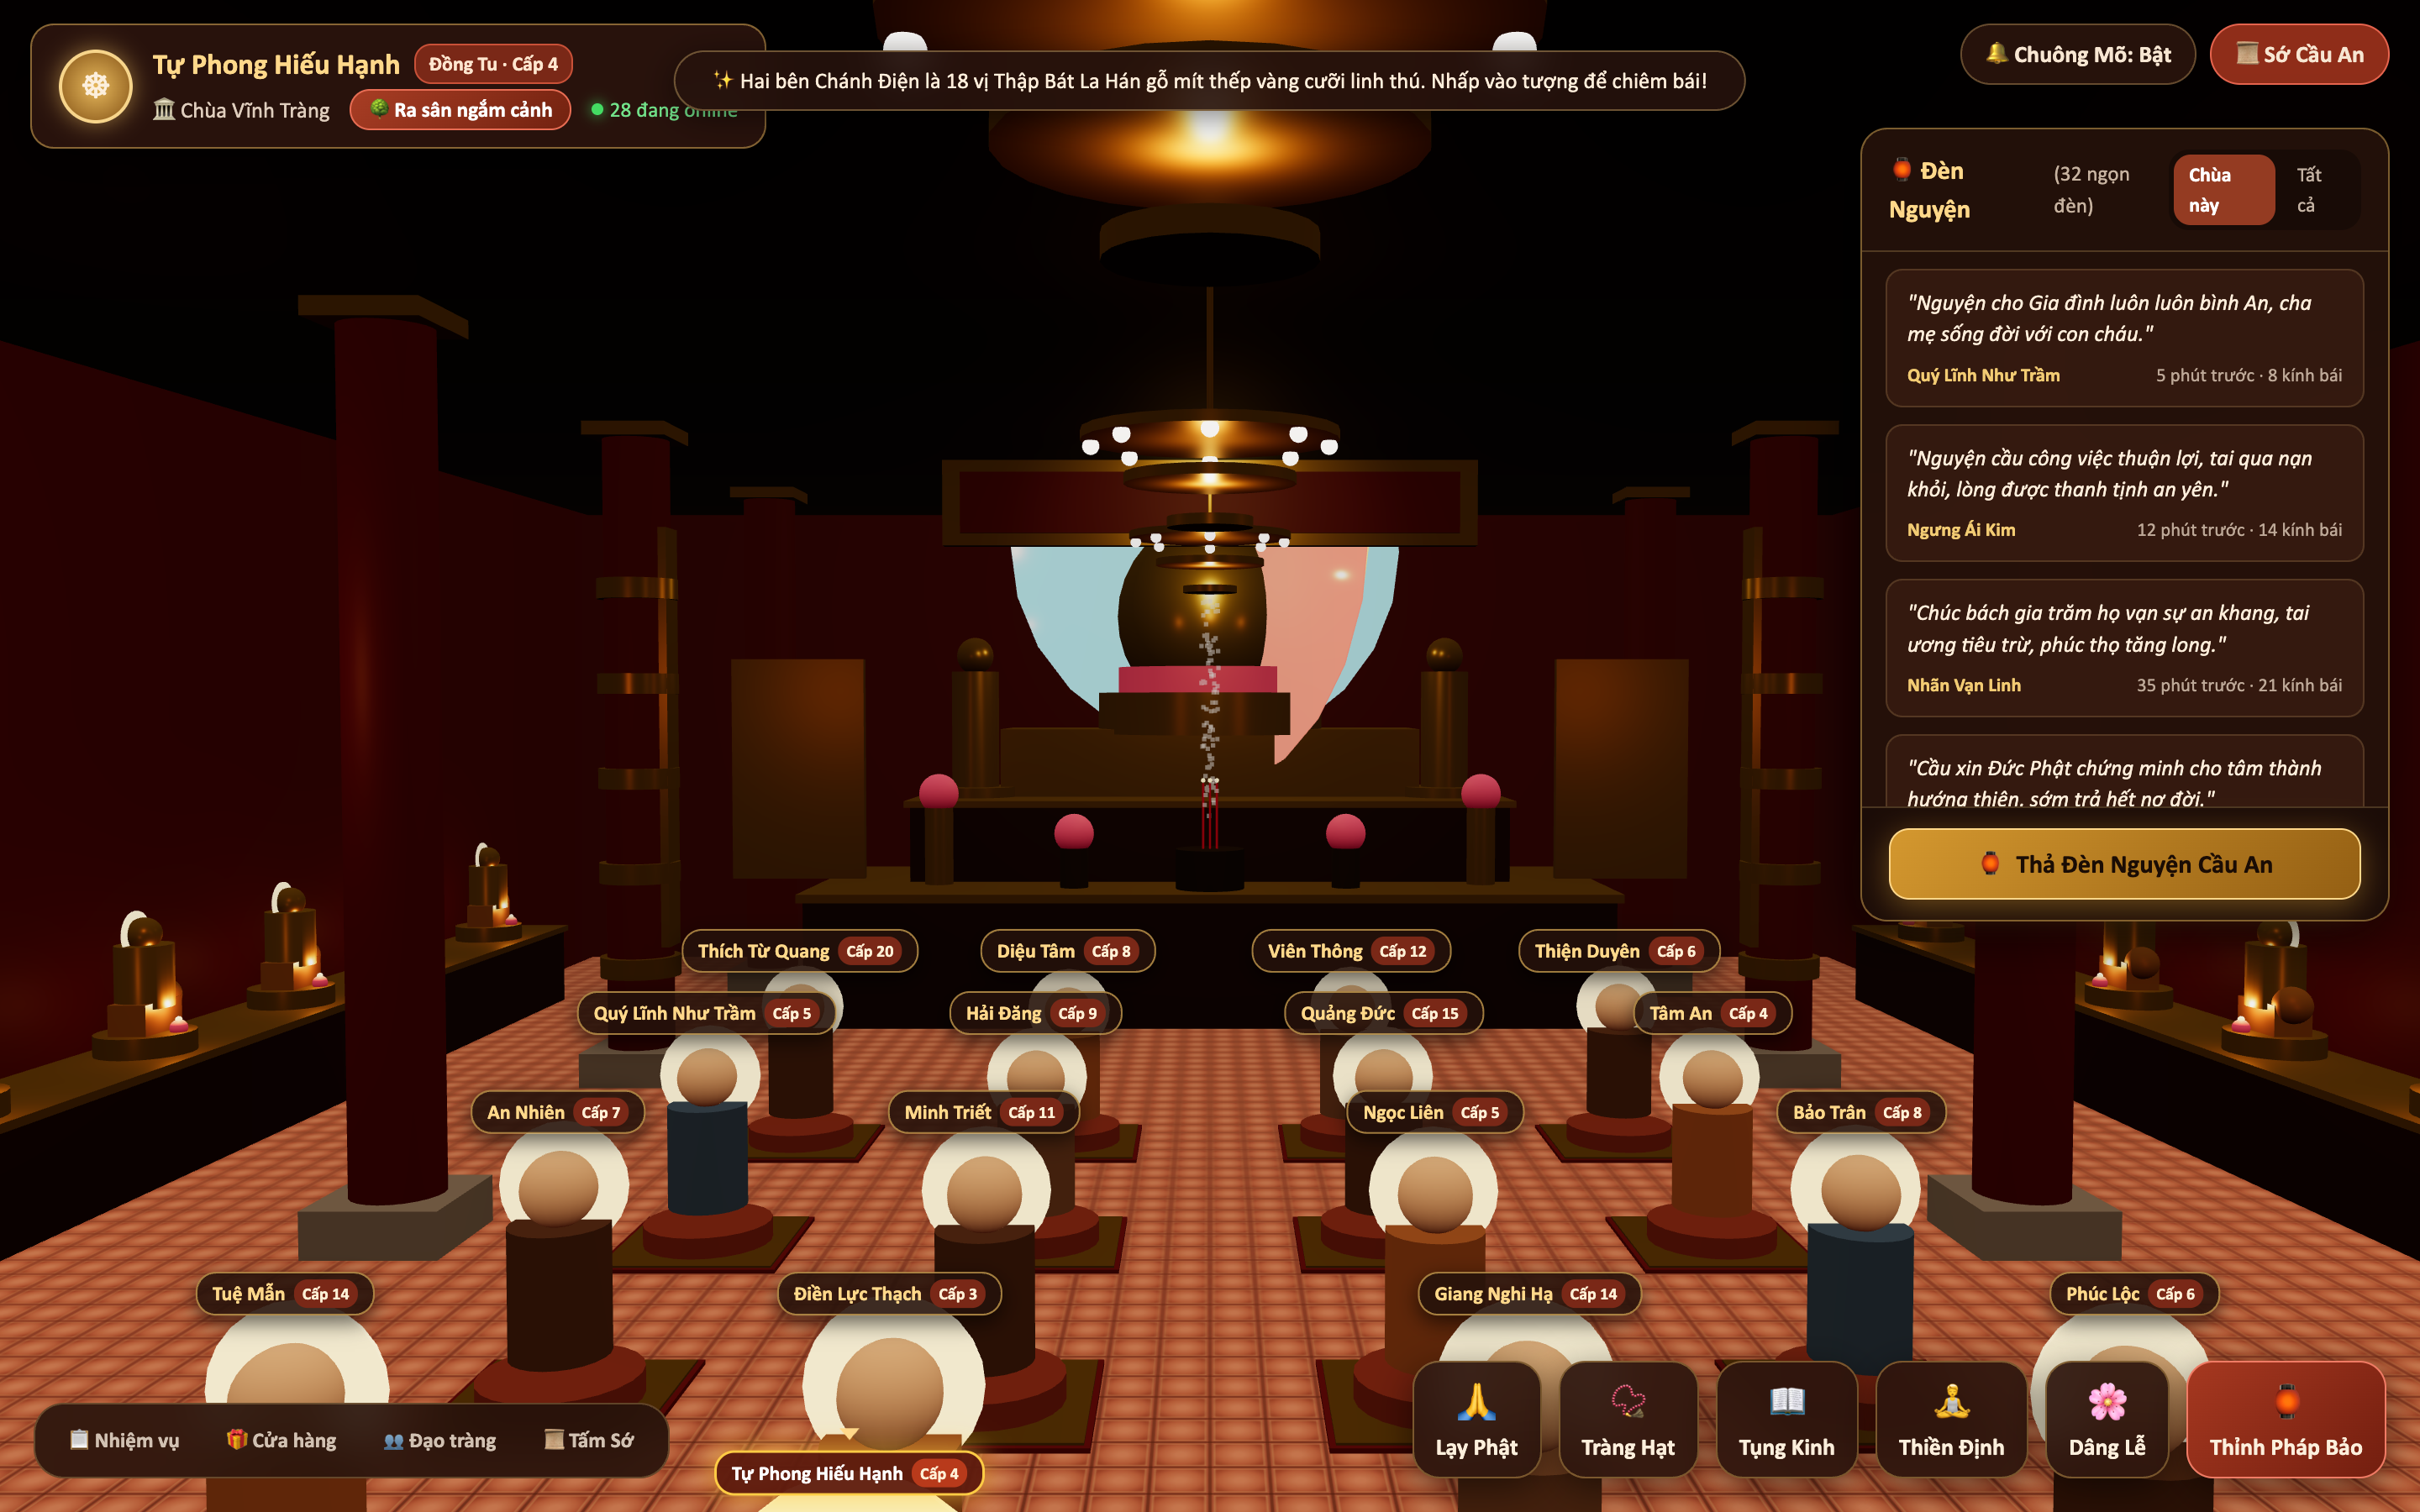 Tự Phong Hiếu Hạnh
Đồng Tu · Cấp 4
Chùa Vĩnh Tràng
Ra sân ngắm cảnh
28 đang online
Hai bên Chánh Điện là 18 vị Thập Bát La Hán gỗ mít thếp vàng cưỡi linh thú. Nhấp vào tượng để chiêm bái!
Chuông Mõ: Bật
Sớ Cầu An
Đèn
Nguyện
(32 ngọn
đèn)
Chùa
này
Tất
cả
"Nguyện cho Gia đình luôn luôn bình An, cha
mẹ sống đời với con cháu."
Quý Lĩnh Như Trầm
5 phút trước · 8 kính bái
"Nguyện cầu công việc thuận lợi, tai qua nạn
khỏi, lòng được thanh tịnh an yên."
Ngưng Ái Kim
12 phút trước · 14 kính bái
"Chúc bách gia trăm họ vạn sự an khang, tai
ương tiêu trừ, phúc thọ tăng long."
Nhãn Vạn Linh
35 phút trước · 21 kính bái
"Cầu xin Đức Phật chứng minh cho tâm thành
hướng thiện, sớm trả hết nợ đời."
Thả Đèn Nguyện Cầu An
Thích Từ Quang Cấp 20
Diệu Tâm Cấp 8
Viên Thông Cấp 12
Thiện Duyên Cấp 6
Quý Lĩnh Như Trầm Cấp 5
Hải Đăng Cấp 9
Quảng Đức Cấp 15
Tâm An Cấp 4
An Nhiên Cấp 7
Minh Triết Cấp 11
Ngọc Liên Cấp 5
Bảo Trân Cấp 8
Tuệ Mẫn Cấp 14
Điền Lực Thạch Cấp 3
Giang Nghi Hạ Cấp 14
Phúc Lộc Cấp 6
Nhiệm vụ
Cửa hàng
Đạo tràng
Tấm Sớ
Tự Phong Hiếu Hạnh Cấp 4
Lạy Phật
Tràng Hạt
Tụng Kinh
Thiền Định
Dâng Lễ
Thỉnh Pháp Bảo